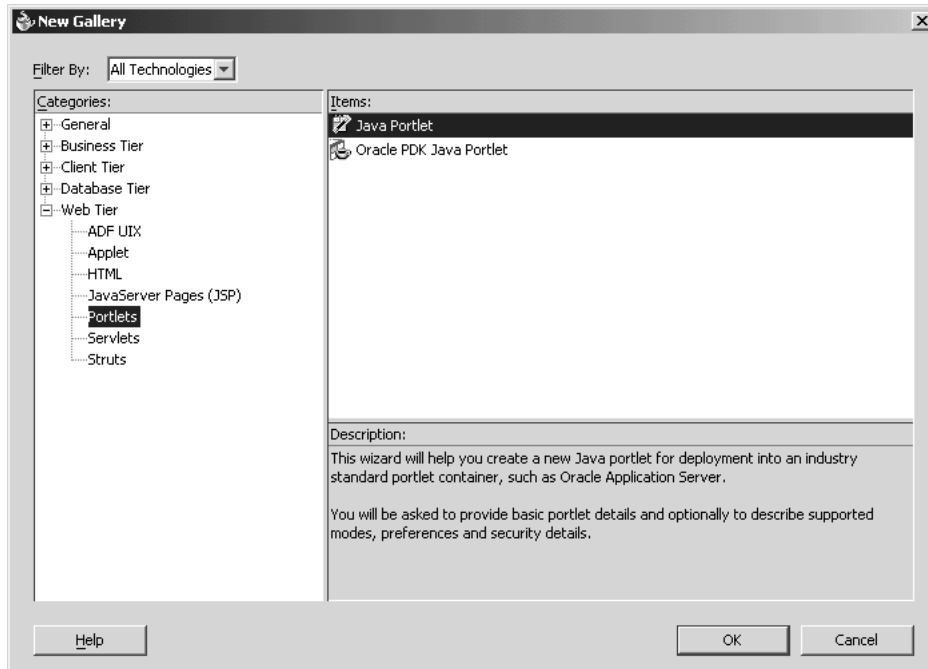 New Gallery
Filter By: All Technologies
Categories:
General
Business Tier
Client Tier
Database Tier
Web Tier
ADF UIX
Applet
HTML
JavaServer Pages (JSP)
Portlets
Servlets
Struts
Items:
Java Portlet
Oracle PDK Java Portlet
Description:
This wizard will help you create a new Java portlet for deployment into an industry
standard portlet container, such as Oracle Application Server.
You will be asked to provide basic portlet details and optionally to describe supported
modes, preferences and security details.
Help
OK
Cancel